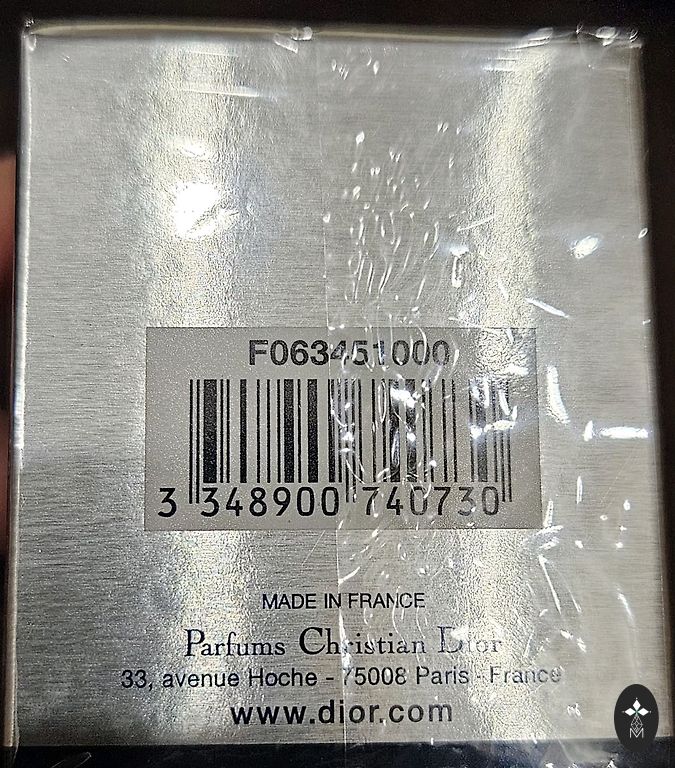 F063451000
3 348900 740730
MADE IN FRANCE
Parfums Christian Dior
33, avenue Hoche - 75008 Paris - France
www.dior.com
M